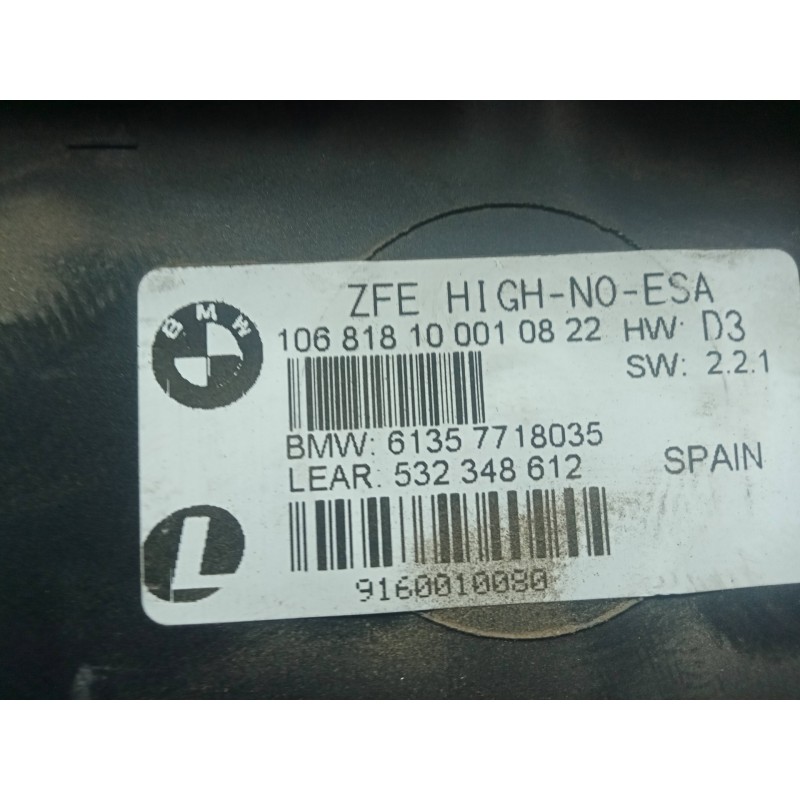 BMW
ZFE HIGH-NO-ESA
106 818 10 001 08 22 HW: D3
SW: 2.2.1
BMW: 6135 7718035
LEAR: 532 348 612 SPAIN
L
9160010080